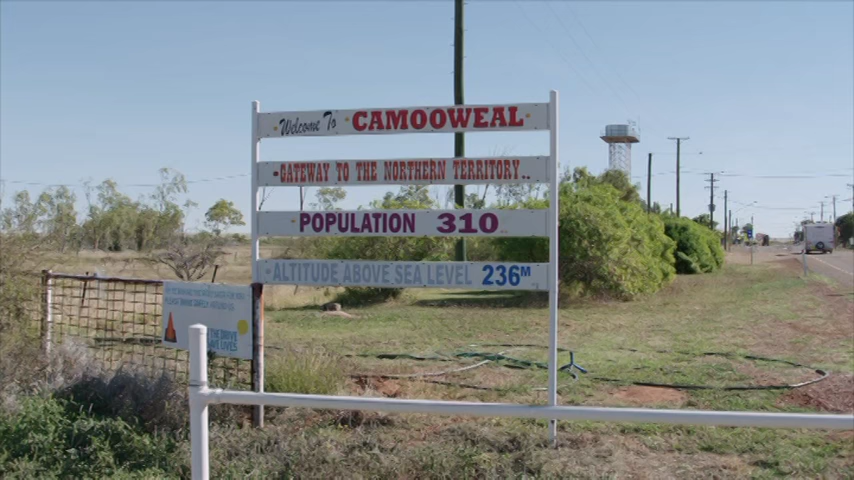 Welcome To CAMOOWEAL
GATEWAY TO THE NORTHERN TERRITORY..
POPULATION 310
ALTITUDE ABOVE SEA LEVEL 236M